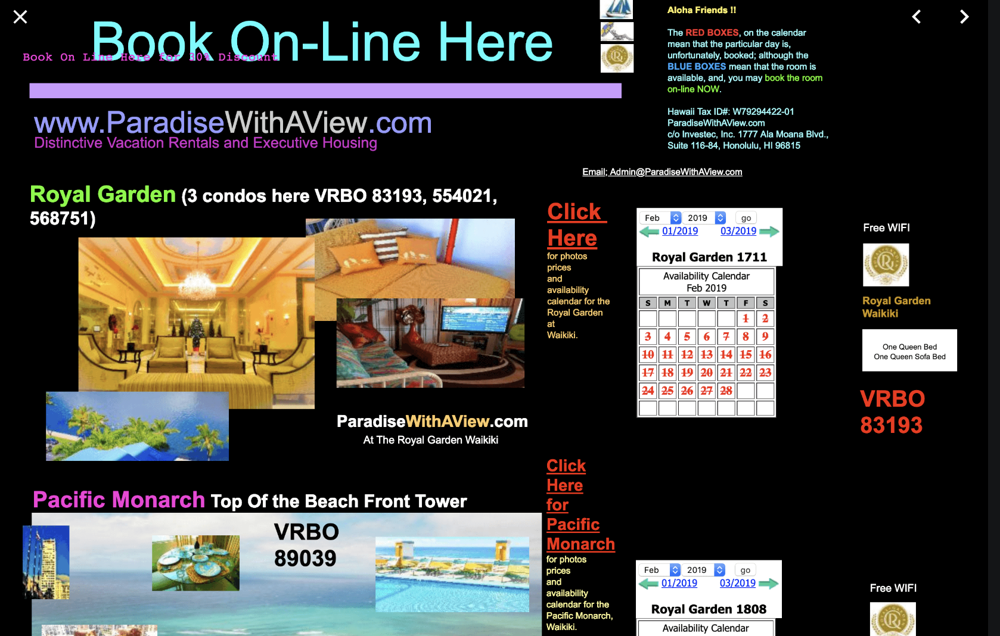 Book On-Line Here
Book On Line Here for 30% Discount
www.ParadiseWithAView.com
Distinctive Vacation Rentals and Executive Housing
Aloha Friends !!
The RED BOXES, on the calendar
mean that the particular day is,
unfortunately, booked; although the
BLUE BOXES mean that the room is
available, and, you may book the room
on-line NOW.
Hawaii Tax ID#: W79294422-01
ParadiseWithAView.com
c/o Investec, Inc. 1777 Ala Moana Blvd.,
Suite 116-84, Honolulu, HI 96815
Email; Admin@ParadiseWithAView.com
Royal Garden (3 condos here VRBO 83193, 554021,
568751)
ParadiseWithAView.com
At The Royal Garden Waikiki
Click
Here
for photos
prices
and
availability
calendar for the
Royal Garden
at
Waikiki.
Feb 2019 go
01/2019 03/2019
Royal Garden 1711
Availability Calendar
Feb 2019
S M T W T F S
1 2
3 4 5 6 7 8 9
10 11 12 13 14 15 16
17 18 19 20 21 22 23
24 25 26 27 28
Free WIFI
Royal Garden
Waikiki
One Queen Bed
One Queen Sofa Bed
VRBO
83193
Pacific Monarch Top Of the Beach Front Tower
VRBO
89039
Click
Here
for
Pacific
Monarch
for photos
prices
and
availability
calendar for the
Pacific Monarch,
Waikiki.
Feb 2019 go
01/2019 03/2019
Royal Garden 1808
Availability Calendar
Free WIFI